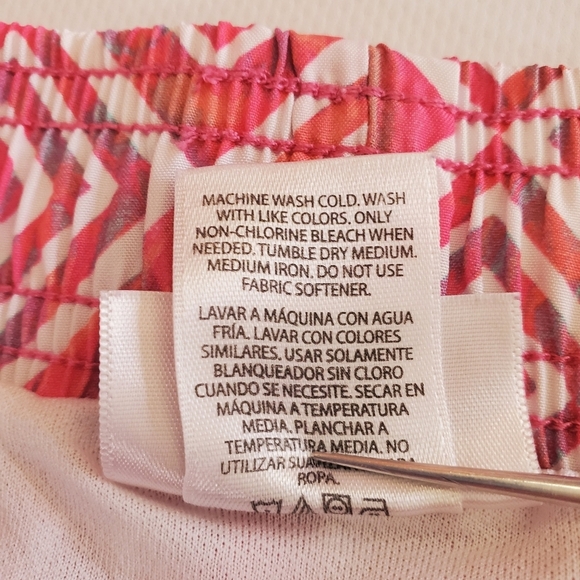 MACHINE WASH COLD. WASH
WITH LIKE COLORS. ONLY
NON-CHLORINE BLEACH WHEN
NEEDED. TUMBLE DRY MEDIUM.
MEDIUM IRON. DO NOT USE
FABRIC SOFTENER.
LAVAR A MÁQUINA CON AGUA
FRÍA. LAVAR CON COLORES
SIMILARES. USAR SOLAMENTE
BLANQUEADOR SIN CLORO
CUANDO SE NECESITE. SECAR EN
MÁQUINA A TEMPERATURA
MEDIA. PLANCHAR A
TEMPERATURA MEDIA. NO
UTILIZAR
ROPA.